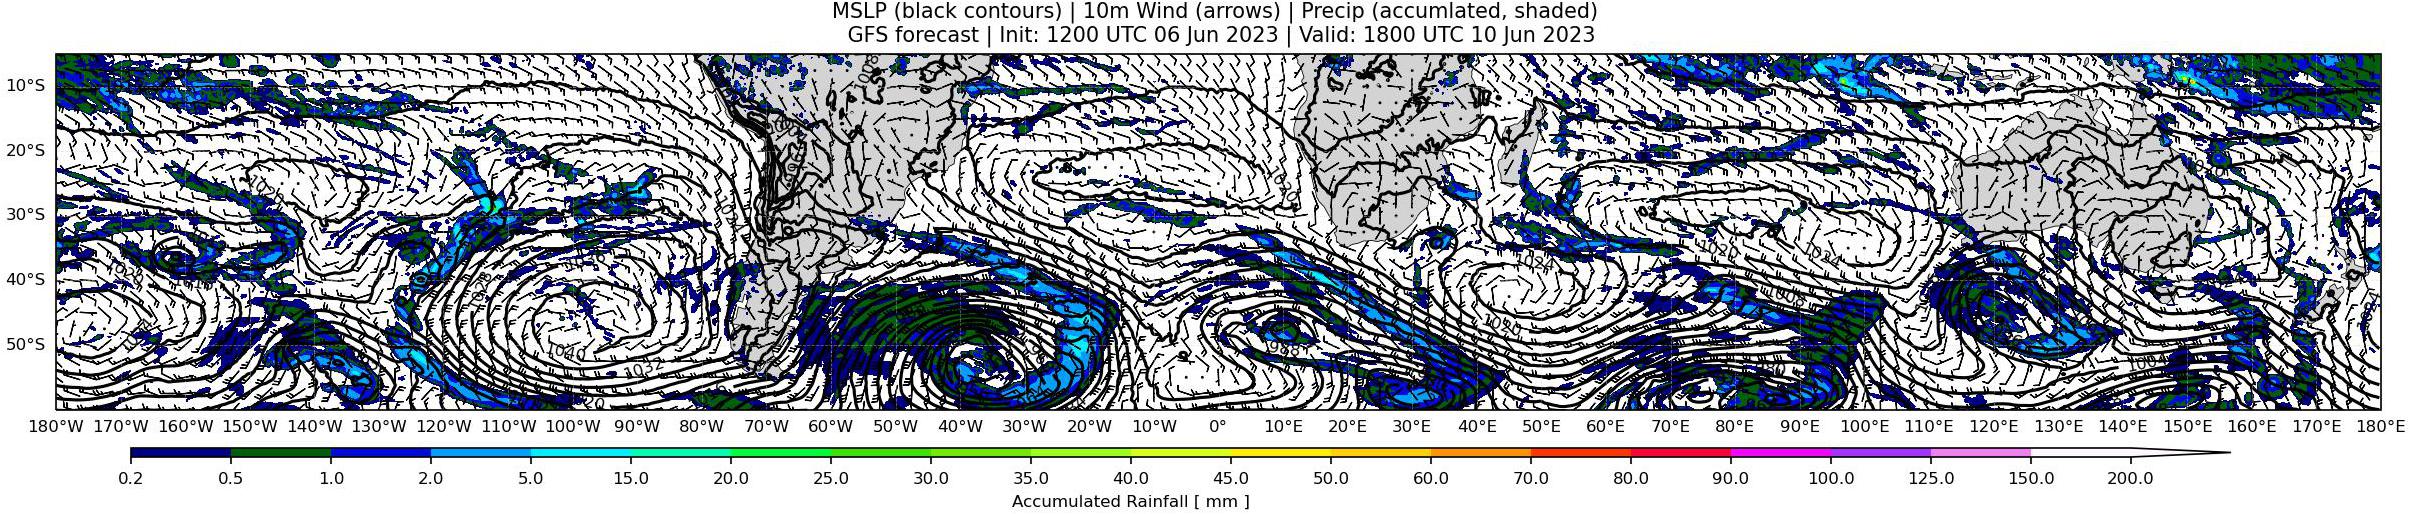 MSLP (black contours) | 10m Wind (arrows) | Precip (accumlated, shaded)
GFS forecast | Init: 1200 UTC 06 Jun 2023 | Valid: 1800 UTC 10 Jun 2023
10°S
20°S
30°S
40°S
50°S
1040
1032
1020
1004
180°W 170°W 160°W 150°W 140°W 130°W 120°W 110°W 100°W 90°W 80°W 70°W 60°W 50°W 40°W 30°W 20°W 10°W 0° 10°E 20°E 30°E 40°E 50°E 60°E 70°E 80°E 90°E 100°E 110°E 120°E 130°E 140°E 150°E 160°E 170°E 180°E
0.2 0.5 1.0 2.0 5.0 15.0 20.0 25.0 30.0 35.0 40.0 45.0 50.0 60.0 70.0 80.0 90.0 100.0 125.0 150.0 200.0
Accumulated Rainfall [ mm ]